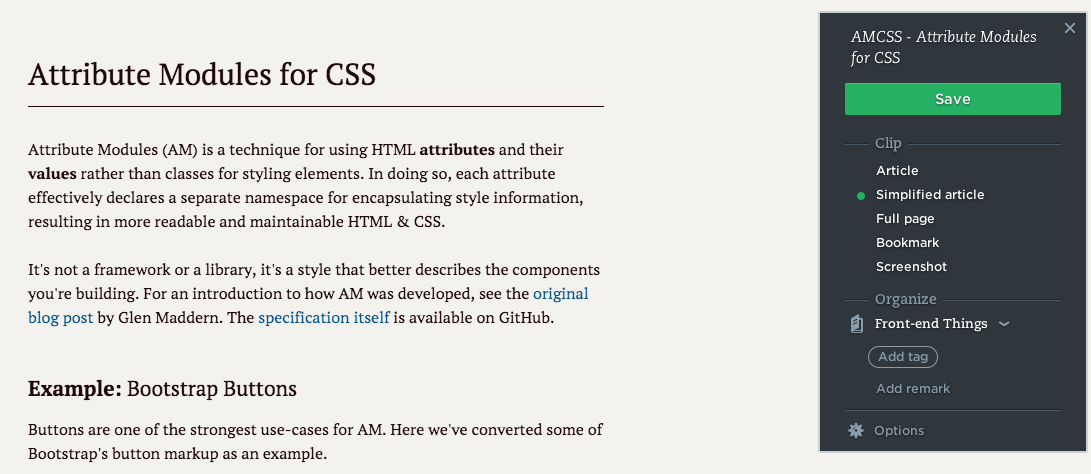 Attribute Modules for CSS
Attribute Modules (AM) is a technique for using HTML attributes and their
values rather than classes for styling elements. In doing so, each attribute
effectively declares a separate namespace for encapsulating style information,
resulting in more readable and maintainable HTML & CSS.
It's not a framework or a library, it's a style that better describes the components
you're building. For an introduction to how AM was developed, see the original
blog post by Glen Maddern. The specification itself is available on GitHub.
Example: Bootstrap Buttons
Buttons are one of the strongest use-cases for AM. Here we've converted some of
Bootstrap's button markup as an example.
AMCSS - Attribute Modules
for CSS
Save
Clip
Article
Simplified article
Full page
Bookmark
Screenshot
Organize
Front-end Things
Add tag
Add remark
Options